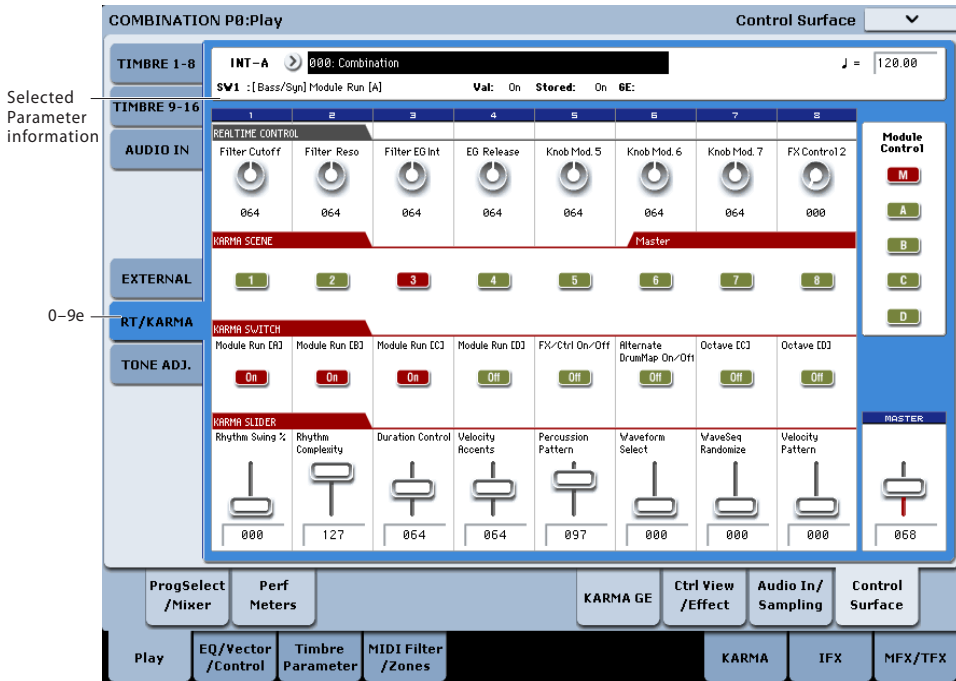 COMBINATION P0:Play
Control Surface
TIMBRE 1-8
INT-A
000: Combination
♩ = 120.00
SW1 :[Bass/Syn] Module Run [A]
Val: On Stored: On GE:
Selected
Parameter
information
TIMBRE 9-16
AUDIO IN
1 2 3 4 5 6 7 8
REALTIME CONTROL
Filter Cutoff Filter Reso Filter EG Int EG Release Knob Mod. 5 Knob Mod. 6 Knob Mod. 7 FX Control 2
064 064 064 064 064 064 064 000
Module
Control
M
A
B
C
D
KARMA SCENE
Master
1 2 3 4 5 6 7 8
EXTERNAL
0–9e
RT/KARMA
TONE ADJ.
KARMA SWITCH
Module Run [A] Module Run [B] Module Run [C] Module Run [D] FX/Ctrl On/Off Alternate Octave [C] Octave [D]
DrumMap On/Off
On On On Off Off Off Off Off
KARMA SLIDER
MASTER
Rhythm Swing % Rhythm Duration Control Velocity Percussion Waveform WaveSeq Velocity
Complexity Accents Pattern Select Randomize Pattern
000 127 064 064 097 000 000 000 068
ProgSelect
/Mixer
Perf
Meters
KARMA GE
Ctrl View
/Effect
Audio In/
Sampling
Control
Surface
Play
EQ/Vector
/Control
Timbre
Parameter
MIDI Filter
/Zones
KARMA
IFX
MFX/TFX